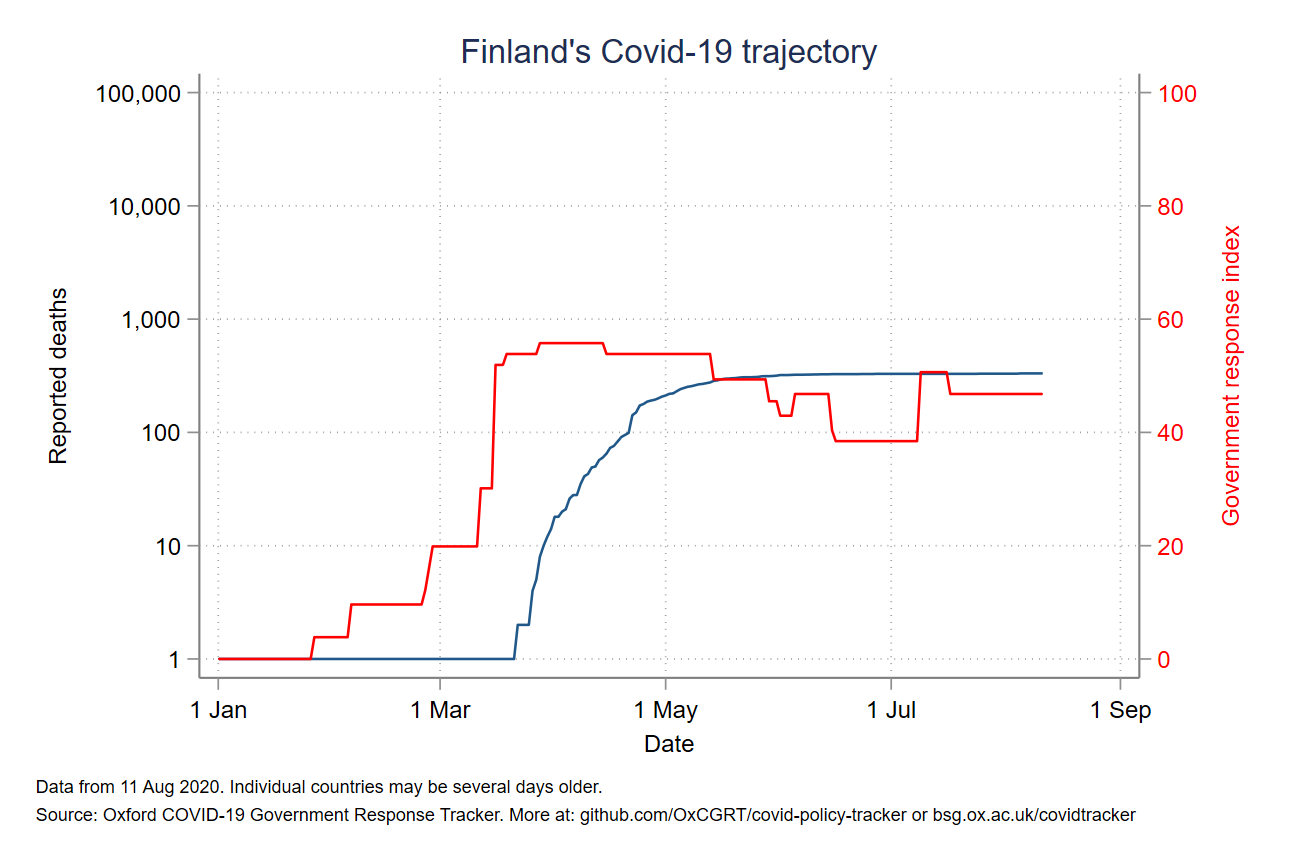 Finland's Covid-19 trajectory
100,000
10,000
1,000
100
10
1
Reported deaths
100
80
60
40
20
0
Government response index
1 Jan
1 Mar
1 May
1 Jul
1 Sep
Date
Data from 11 Aug 2020. Individual countries may be several days older.
Source: Oxford COVID-19 Government Response Tracker. More at: github.com/OxCGRT/covid-policy-tracker or bsg.ox.ac.uk/covidtracker